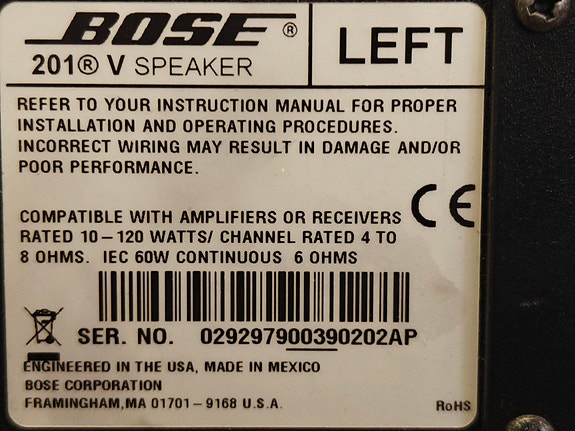 BOSE®
LEFT
201® V SPEAKER
REFER TO YOUR INSTRUCTION MANUAL FOR PROPER
INSTALLATION AND OPERATING PROCEDURES.
INCORRECT WIRING MAY RESULT IN DAMAGE AND/OR
POOR PERFORMANCE.
COMPATIBLE WITH AMPLIFIERS OR RECEIVERS
RATED 10–120 WATTS/ CHANNEL RATED 4 TO
8 OHMS. IEC 60W CONTINUOUS 6 OHMS
CE
SER. NO. 029297900390202AP
ENGINEERED IN THE USA, MADE IN MEXICO
BOSE CORPORATION
FRAMINGHAM,MA 01701–9168 U.S.A.
RoHS